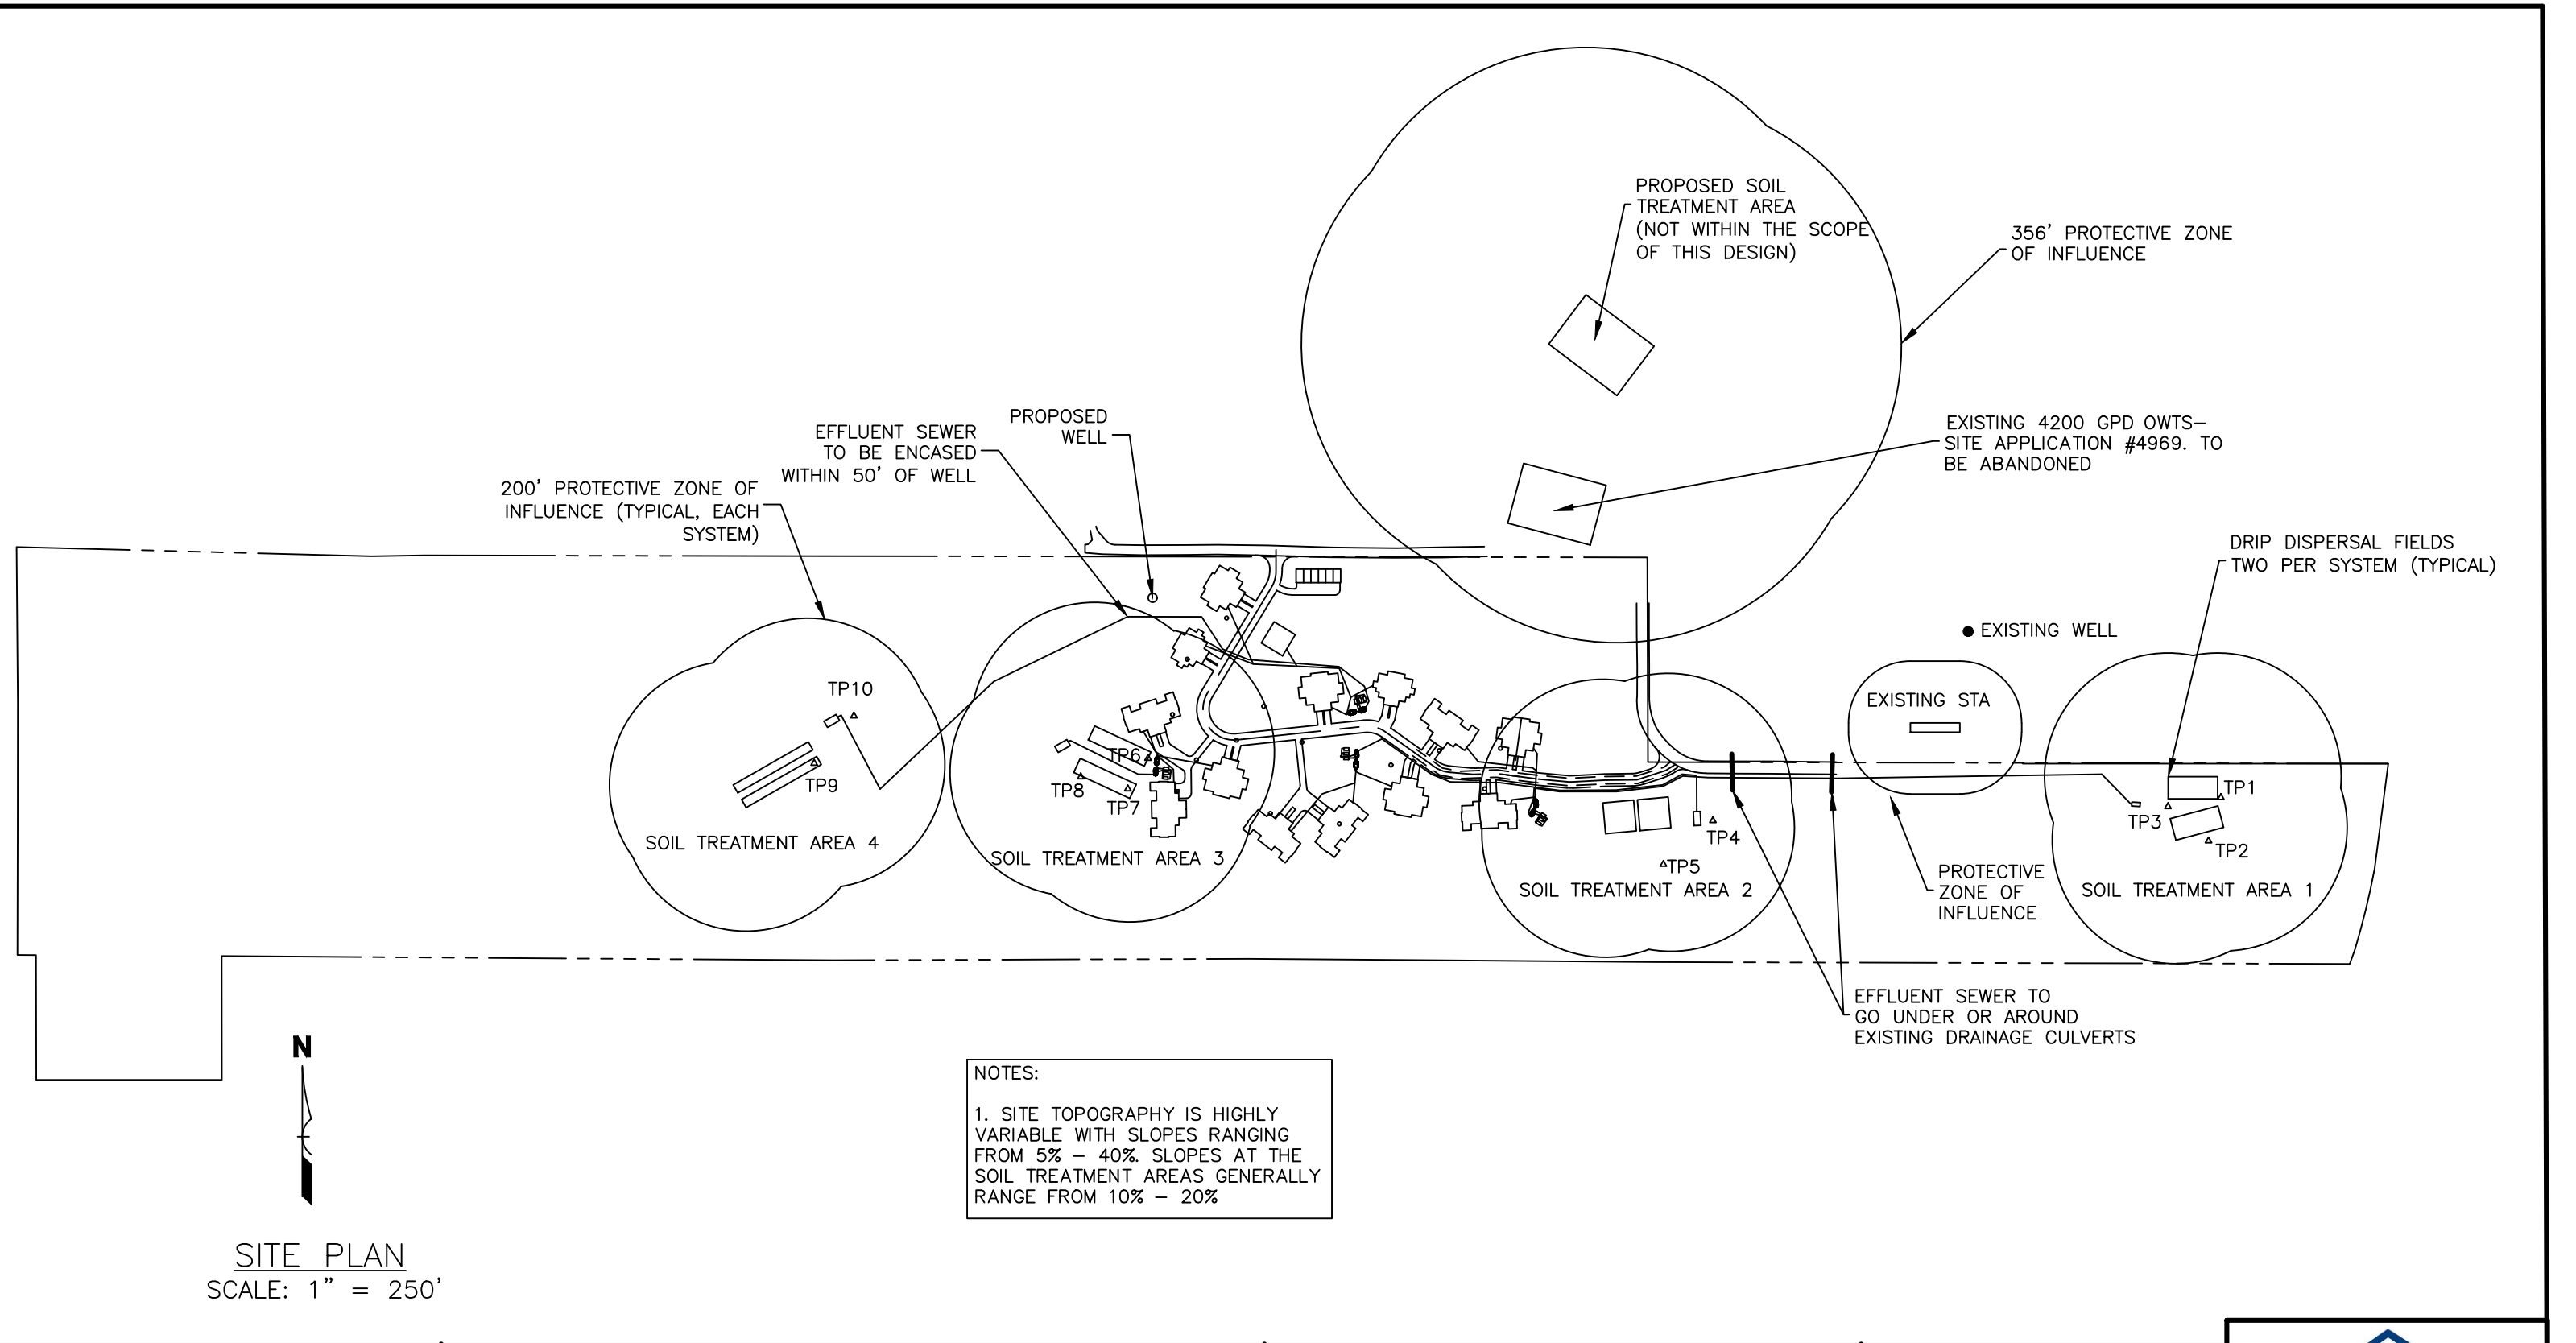 PROPOSED SOIL
TREATMENT AREA
(NOT WITHIN THE SCOPE
OF THIS DESIGN)
356' PROTECTIVE ZONE
OF INFLUENCE
PROPOSED
WELL
EFFLUENT SEWER
TO BE ENCASED
WITHIN 50' OF WELL
EXISTING 4200 GPD OWTS–
SITE APPLICATION #4969. TO
BE ABANDONED
200' PROTECTIVE ZONE OF
INFLUENCE (TYPICAL, EACH
SYSTEM)
DRIP DISPERSAL FIELDS
TWO PER SYSTEM (TYPICAL)
EXISTING WELL
TP10
EXISTING STA
TP6
TP9
TP8
TP7
TP1
TP3
TP4
TP2
TP5
SOIL TREATMENT AREA 4
SOIL TREATMENT AREA 3
SOIL TREATMENT AREA 2
PROTECTIVE
ZONE OF
INFLUENCE
SOIL TREATMENT AREA 1
EFFLUENT SEWER TO
GO UNDER OR AROUND
EXISTING DRAINAGE CULVERTS
N
NOTES:
1. SITE TOPOGRAPHY IS HIGHLY
VARIABLE WITH SLOPES RANGING
FROM 5% – 40%. SLOPES AT THE
SOIL TREATMENT AREAS GENERALLY
RANGE FROM 10% – 20%
SITE PLAN
SCALE: 1" = 250'